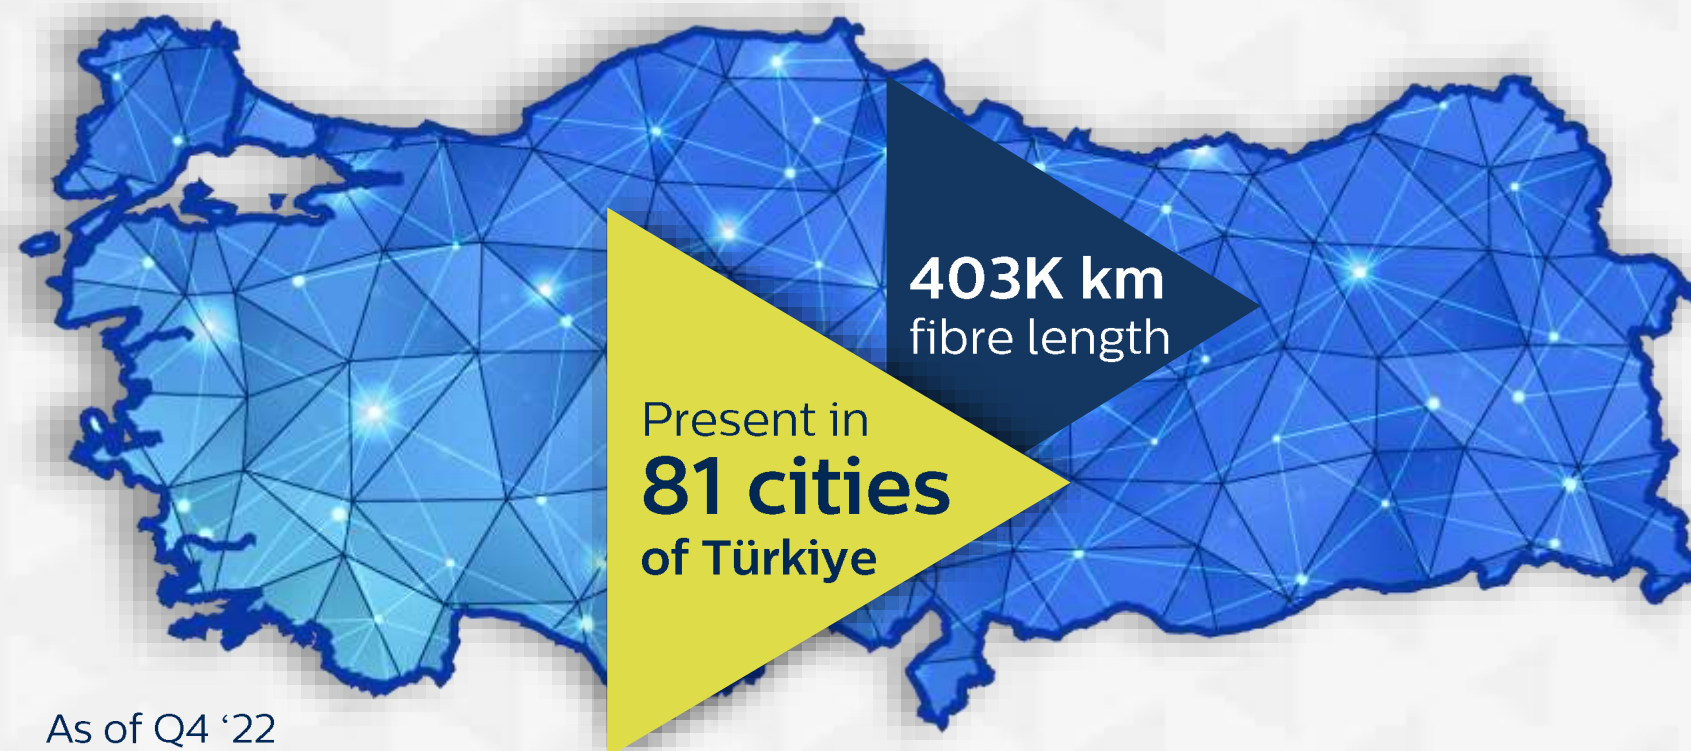 403K km
fibre length
Present in
81 cities
of Türkiye
As of Q4 ‘22